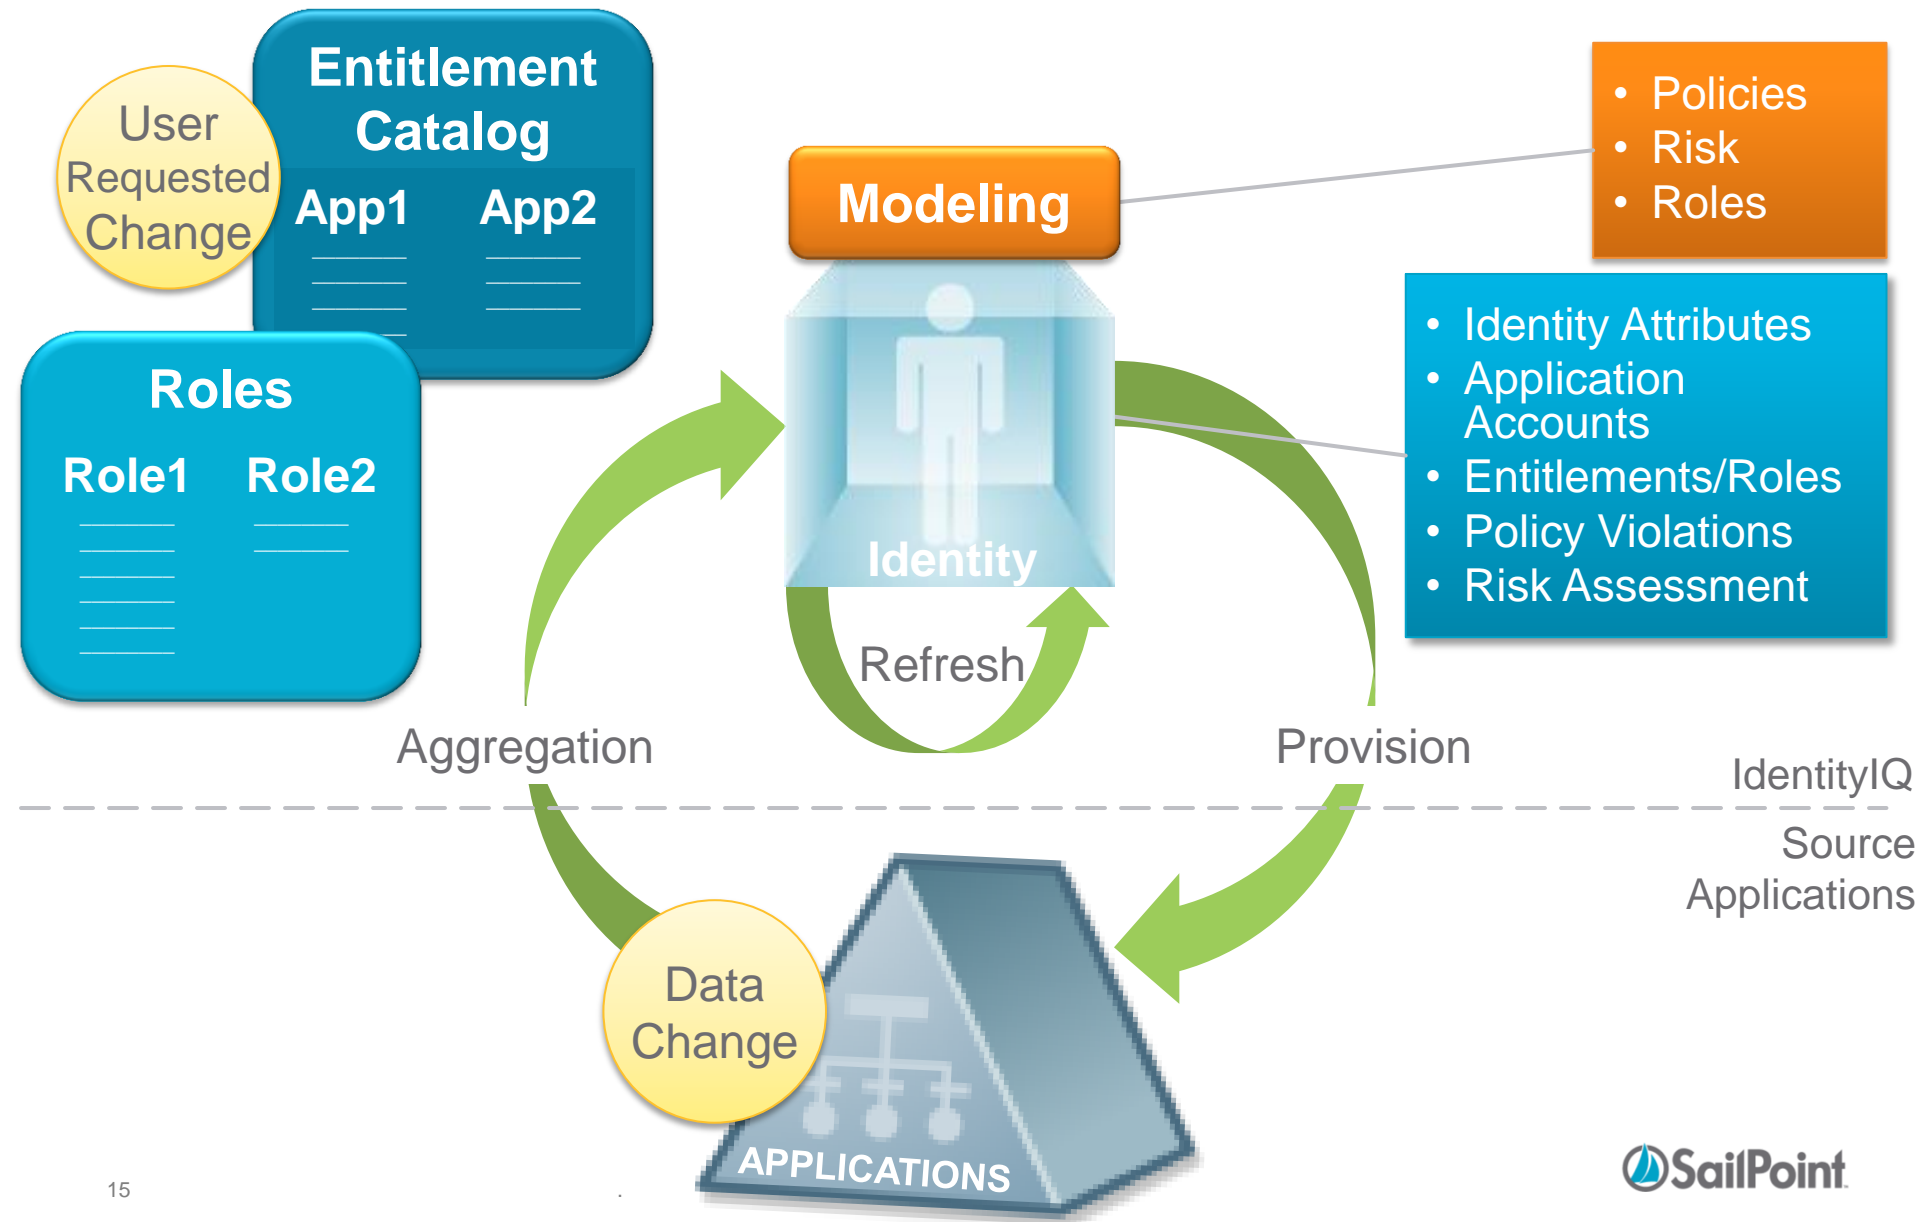 Entitlement
Catalog
App1 App2
User
Requested
Change
Roles
Role1 Role2
Modeling
• Policies
• Risk
• Roles
• Identity Attributes
• Application
Accounts
• Entitlements/Roles
• Policy Violations
• Risk Assessment
Identity
Refresh
Aggregation
Provision
IdentityIQ
Source
Applications
Data
Change
APPLICATIONS
15
.
SailPoint